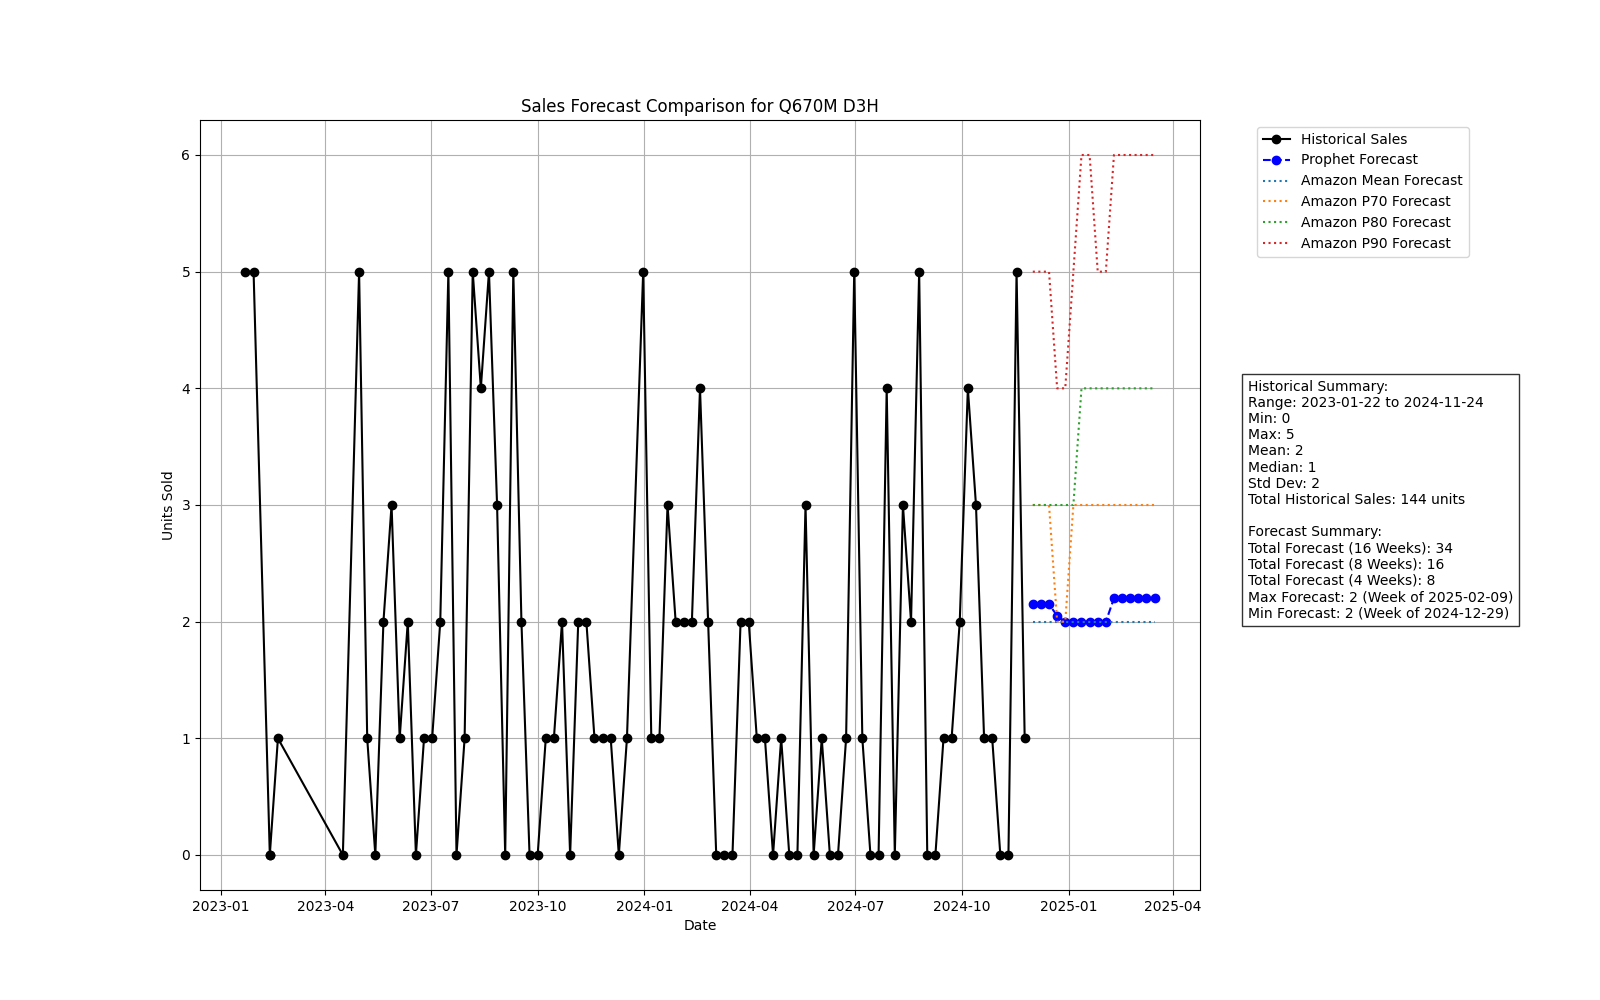 Sales Forecast Comparison for Q670M D3H
Units Sold
6
5
4
3
2
1
0
2023-01
2023-04
2023-07
2023-10
2024-01
2024-04
2024-07
2024-10
2025-01
2025-04
Date
Historical Sales
Prophet Forecast
Amazon Mean Forecast
Amazon P70 Forecast
Amazon P80 Forecast
Amazon P90 Forecast
Historical Summary:
Range: 2023-01-22 to 2024-11-24
Min: 0
Max: 5
Mean: 2
Median: 1
Std Dev: 2
Total Historical Sales: 144 units
Forecast Summary:
Total Forecast (16 Weeks): 34
Total Forecast (8 Weeks): 16
Total Forecast (4 Weeks): 8
Max Forecast: 2 (Week of 2025-02-09)
Min Forecast: 2 (Week of 2024-12-29)